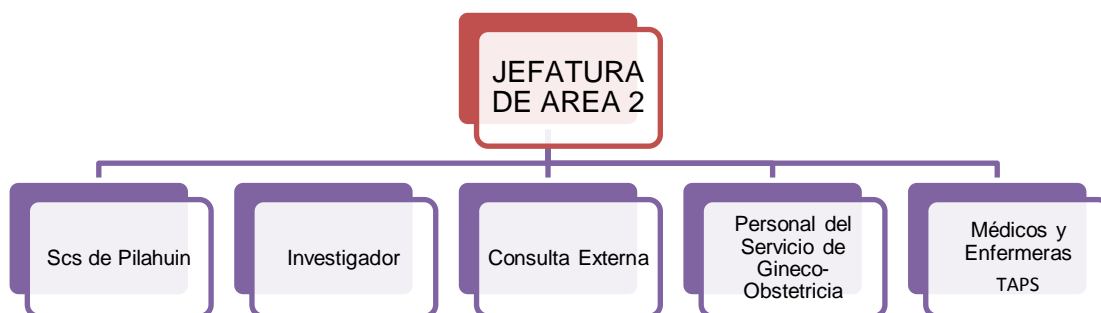 JEFATURA
DE AREA 2
Scs de Pilahuin
Investigador
Consulta Externa
Personal del
Servicio de
Gineco-
Obstetricia
Médicos y
Enfermeras
TAPS